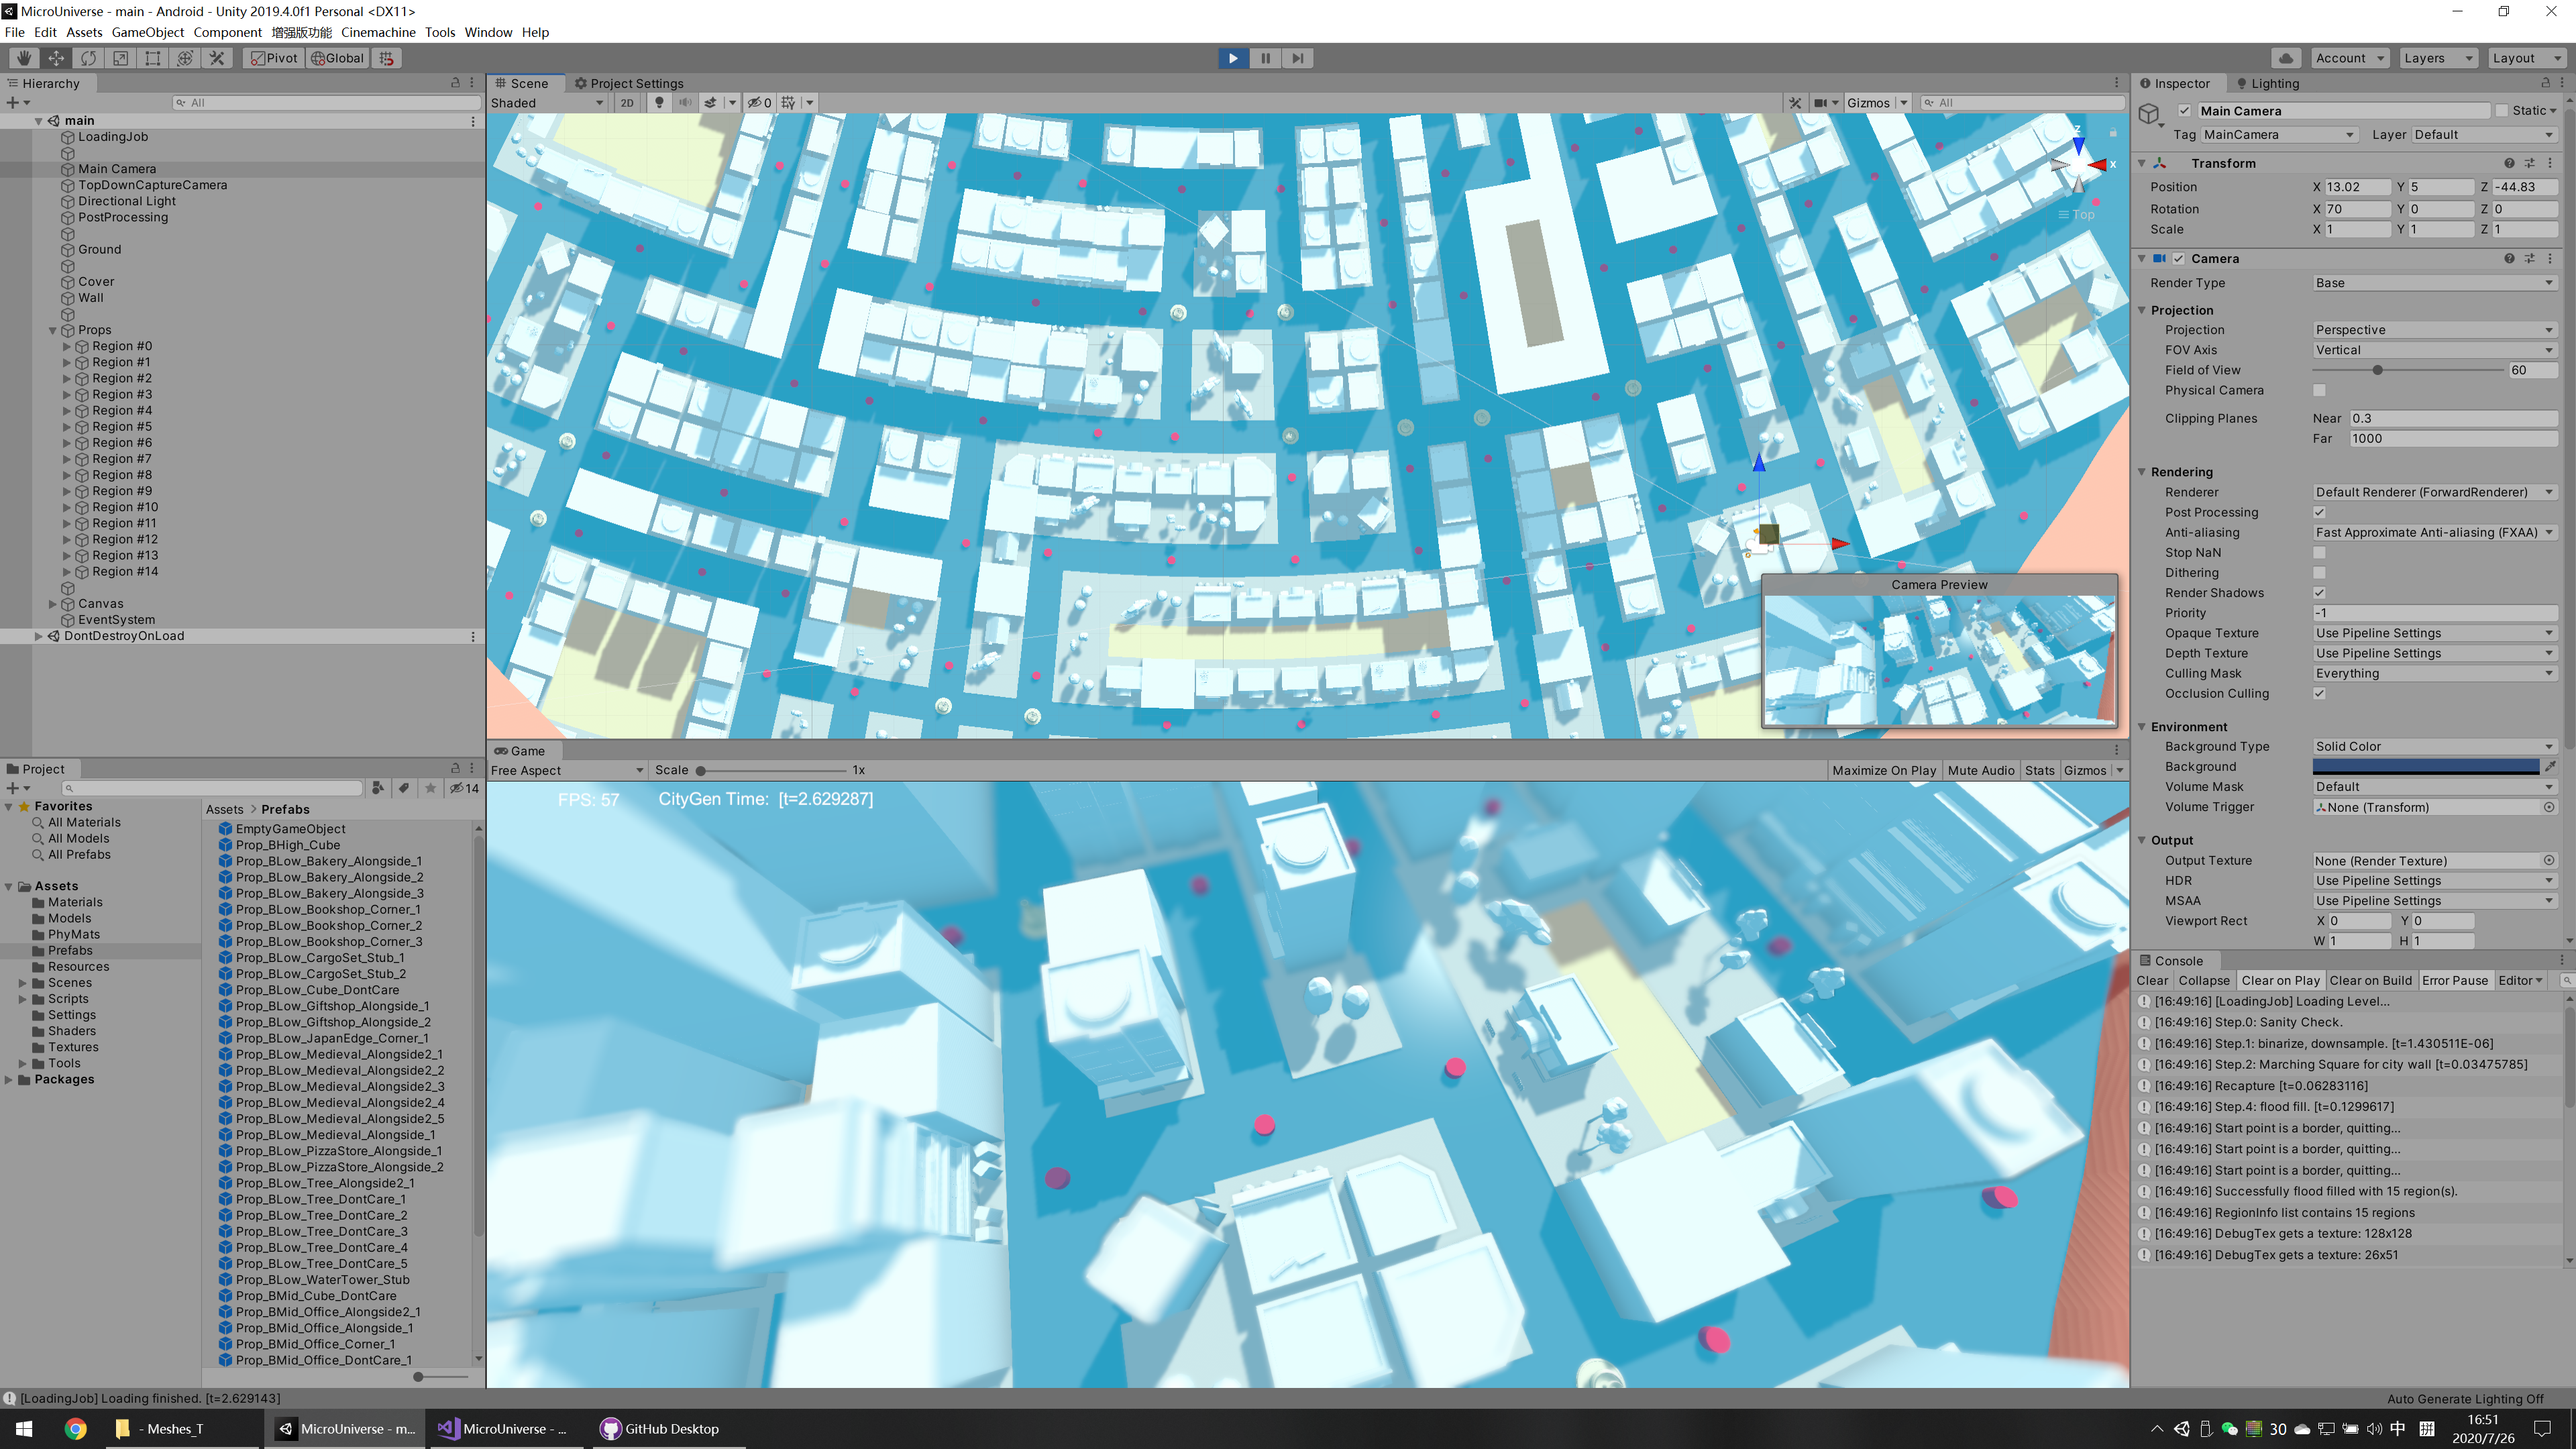 MicroUniverse - main - Android - Unity 2019.4.0f1 Personal <DX11>
File Edit Assets GameObject Component 增强版功能 Cinemachine Tools Window Help
Pivot Global Account Layers Layout
Hierarchy
All
main
LoadingJob
Main Camera
TopDownCaptureCamera
Directional Light
PostProcessing
Ground
Cover
Wall
Props
Region #0
Region #1
Region #2
Region #3
Region #4
Region #5
Region #6
Region #7
Region #8
Region #9
Region #10
Region #11
Region #12
Region #13
Region #14
Canvas
EventSystem
DontDestroyOnLoad
Scene Project Settings
Shaded 2D 0 Gizmos All
z
x
Top
Camera Preview
Game
Free Aspect Scale 1x Maximize On Play Mute Audio Stats Gizmos
FPS: 57 CityGen Time: [t=2.629287]
Project
14
Favorites
All Materials
All Models
All Prefabs
Assets
Materials
Models
PhyMats
Prefabs
Resources
Scenes
Scripts
Settings
Shaders
Textures
Tools
Packages
Assets > Prefabs
EmptyGameObject
Prop_BHigh_Cube
Prop_BLow_Bakery_Alongside_1
Prop_BLow_Bakery_Alongside_2
Prop_BLow_Bakery_Alongside_3
Prop_BLow_Bookshop_Corner_1
Prop_BLow_Bookshop_Corner_2
Prop_BLow_Bookshop_Corner_3
Prop_BLow_CargoSet_Stub_1
Prop_BLow_CargoSet_Stub_2
Prop_BLow_Cube_DontCare
Prop_BLow_Giftshop_Alongside_1
Prop_BLow_Giftshop_Alongside_2
Prop_BLow_JapanEdge_Corner_1
Prop_BLow_Medieval_Alongside2_1
Prop_BLow_Medieval_Alongside2_2
Prop_BLow_Medieval_Alongside2_3
Prop_BLow_Medieval_Alongside2_4
Prop_BLow_Medieval_Alongside2_5
Prop_BLow_Medieval_Alongside_1
Prop_BLow_PizzaStore_Alongside_1
Prop_BLow_PizzaStore_Alongside_2
Prop_BLow_Tree_Alongside2_1
Prop_BLow_Tree_DontCare_1
Prop_BLow_Tree_DontCare_2
Prop_BLow_Tree_DontCare_3
Prop_BLow_Tree_DontCare_4
Prop_BLow_Tree_DontCare_5
Prop_BLow_WaterTower_Stub
Prop_BMid_Cube_DontCare
Prop_BMid_Office_Alongside2_1
Prop_BMid_Office_Alongside_1
Prop_BMid_Office_Corner_1
Prop_BMid_Office_DontCare_1
Inspector Lighting
Main Camera Static
Tag MainCamera Layer Default
Transform
Position X 13.02 Y 5 Z -44.83
Rotation X 70 Y 0 Z 0
Scale X 1 Y 1 Z 1
Camera
Render Type Base
Projection
Projection Perspective
FOV Axis Vertical
Field of View 60
Physical Camera
Clipping Planes Near 0.3
Far 1000
Rendering
Renderer Default Renderer (ForwardRenderer)
Post Processing
Anti-aliasing Fast Approximate Anti-aliasing (FXAA)
Stop NaN
Dithering
Render Shadows
Priority -1
Opaque Texture Use Pipeline Settings
Depth Texture Use Pipeline Settings
Culling Mask Everything
Occlusion Culling
Environment
Background Type Solid Color
Background
Volume Mask Default
Volume Trigger None (Transform)
Output
Output Texture None (Render Texture)
HDR Use Pipeline Settings
MSAA Use Pipeline Settings
Viewport Rect X 0 Y 0
W 1 H 1
Console
Clear Collapse Clear on Play Clear on Build Error Pause Editor
[16:49:16] [LoadingJob] Loading Level...
[16:49:16] Step.0: Sanity Check.
[16:49:16] Step.1: binarize, downsample. [t=1.430511E-06]
[16:49:16] Step.2: Marching Square for city wall [t=0.03475785]
[16:49:16] Recapture [t=0.06283116]
[16:49:16] Step.4: flood fill. [t=0.1299617]
[16:49:16] Start point is a border, quitting...
[16:49:16] Start point is a border, quitting...
[16:49:16] Start point is a border, quitting...
[16:49:16] Successfully flood filled with 15 region(s).
[16:49:16] RegionInfo list contains 15 regions
[16:49:16] DebugTex gets a texture: 128x128
[16:49:16] DebugTex gets a texture: 26x51
[LoadingJob] Loading finished. [t=2.629143] Auto Generate Lighting Off
- Meshes_T MicroUniverse - m... MicroUniverse - ... GitHub Desktop 30 中 拼 16:51
2020/7/26